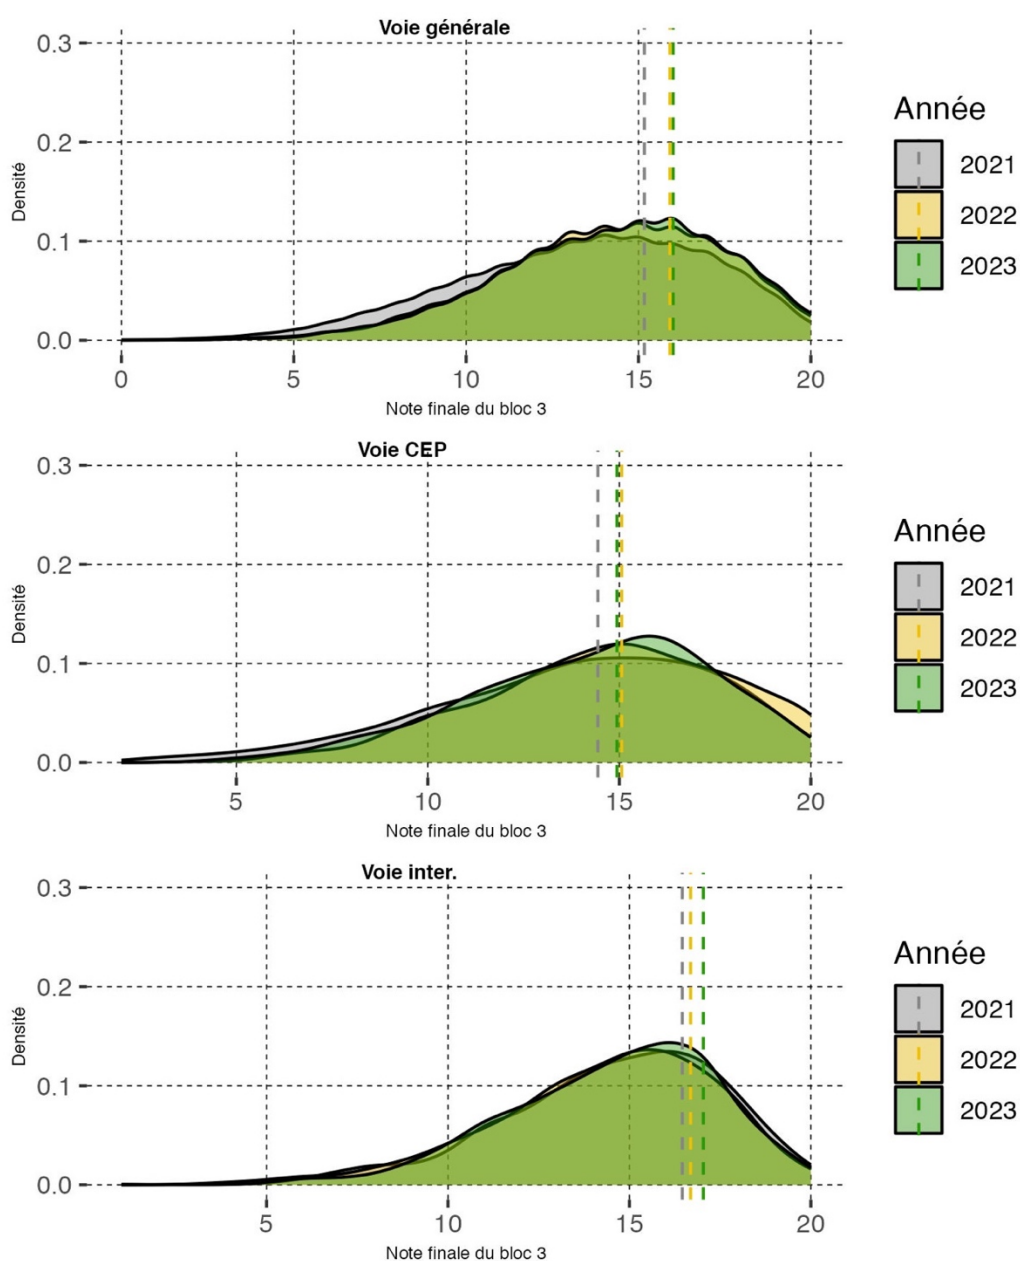 Voie générale
0.3
0.2
0.1
0.0
Densité
0 5 10 15 20
Note finale du bloc 3
Année
2021
2022
2023
Voie CEP
0.3
0.2
0.1
0.0
Densité
5 10 15 20
Note finale du bloc 3
Année
2021
2022
2023
Voie inter.
0.3
0.2
0.1
0.0
Densité
5 10 15 20
Note finale du bloc 3
Année
2021
2022
2023